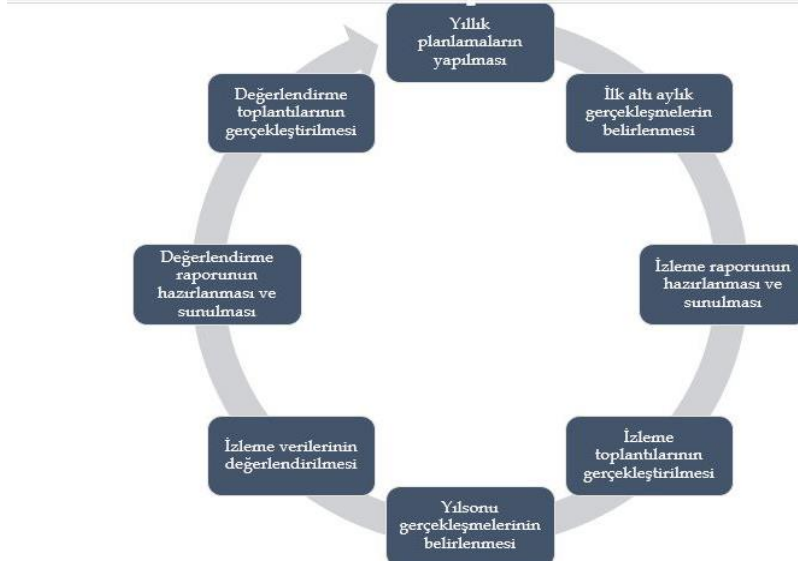 Yıllık
planlamaların
yapılması
İlk altı aylık
gerçekleşmelerin
belirlenmesi
İzleme raporunun
hazırlanması ve
sunulması
İzleme
toplantılarının
gerçekleştirilmesi
Yılsonu
gerçekleşmelerinin
belirlenmesi
İzleme verilerinin
değerlendirilmesi
Değerlendirme
raporunun
hazırlanması ve
sunulması
Değerlendirme
toplantılarının
gerçekleştirilmesi